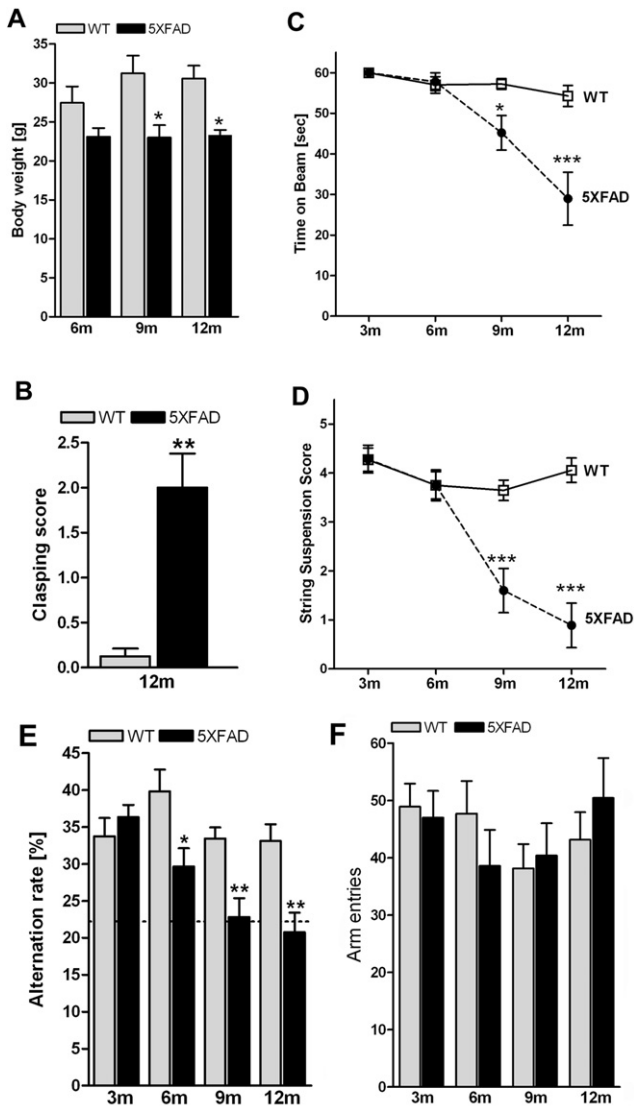 A
WT 5XFAD
Body weight [g]
35
30
25
20
15
10
5
0
* *
6m 9m 12m
C
Time on Beam [sec]
60
50
40
30
20
10
0
WT
*
***
5XFAD
3m 6m 9m 12m
B
WT 5XFAD
Clasping score
2.5
2.0
1.5
1.0
0.5
0.0
**
12m
D
String Suspension Score
5
4
3
2
1
0
WT
***
***
5XFAD
3m 6m 9m 12m
E
WT 5XFAD
Alternation rate [%]
45
40
35
30
25
20
15
10
5
0
*
**
**
3m 6m 9m 12m
F
WT 5XFAD
Arm entries
60
50
40
30
20
10
0
3m 6m 9m 12m